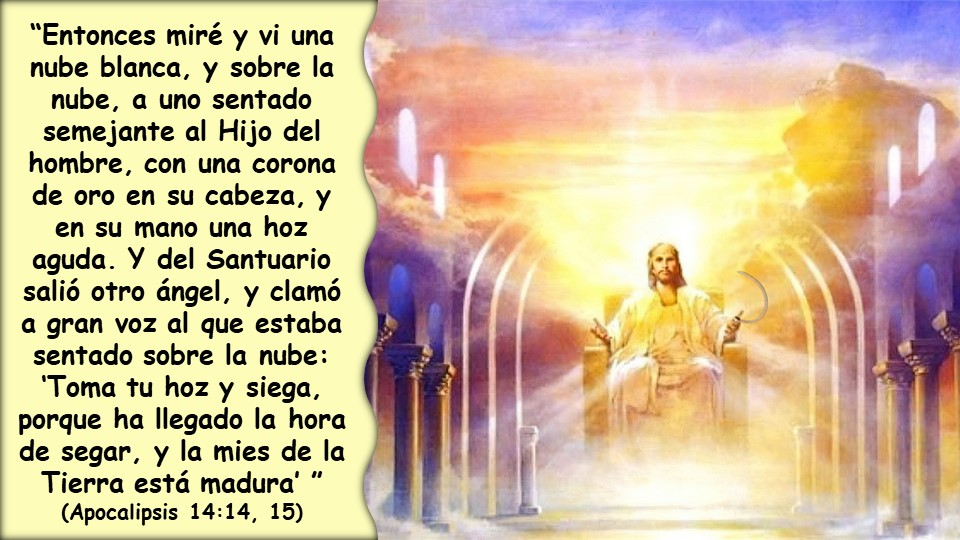 “Entonces miré y vi una
nube blanca, y sobre la
nube, a uno sentado
semejante al Hijo del
hombre, con una corona
de oro en su cabeza, y
en su mano una hoz
aguda. Y del Santuario
salió otro ángel, y clamó
a gran voz al que estaba
sentado sobre la nube:
‘Toma tu hoz y siega,
porque ha llegado la hora
de segar, y la mies de la
Tierra está madura’ ”
(Apocalipsis 14:14, 15)